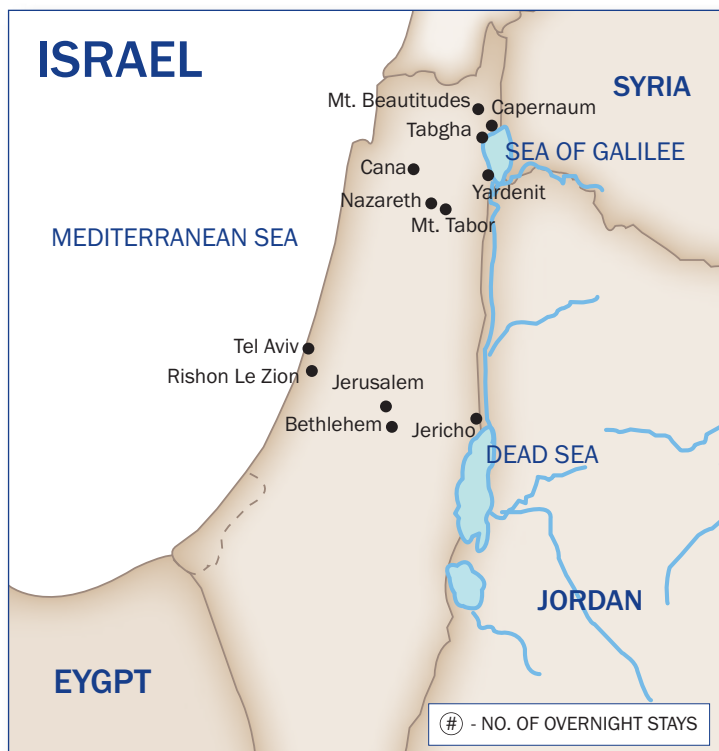 ISRAEL
SYRIA
Mt. Beautitudes
Capernaum
Tabgha
SEA OF GALILEE
Cana
Yardenit
Nazareth
Mt. Tabor
MEDITERRANEAN SEA
Tel Aviv
Rishon Le Zion
Jerusalem
Bethlehem
Jericho
DEAD SEA
JORDAN
EYGPT
# - NO. OF OVERNIGHT STAYS